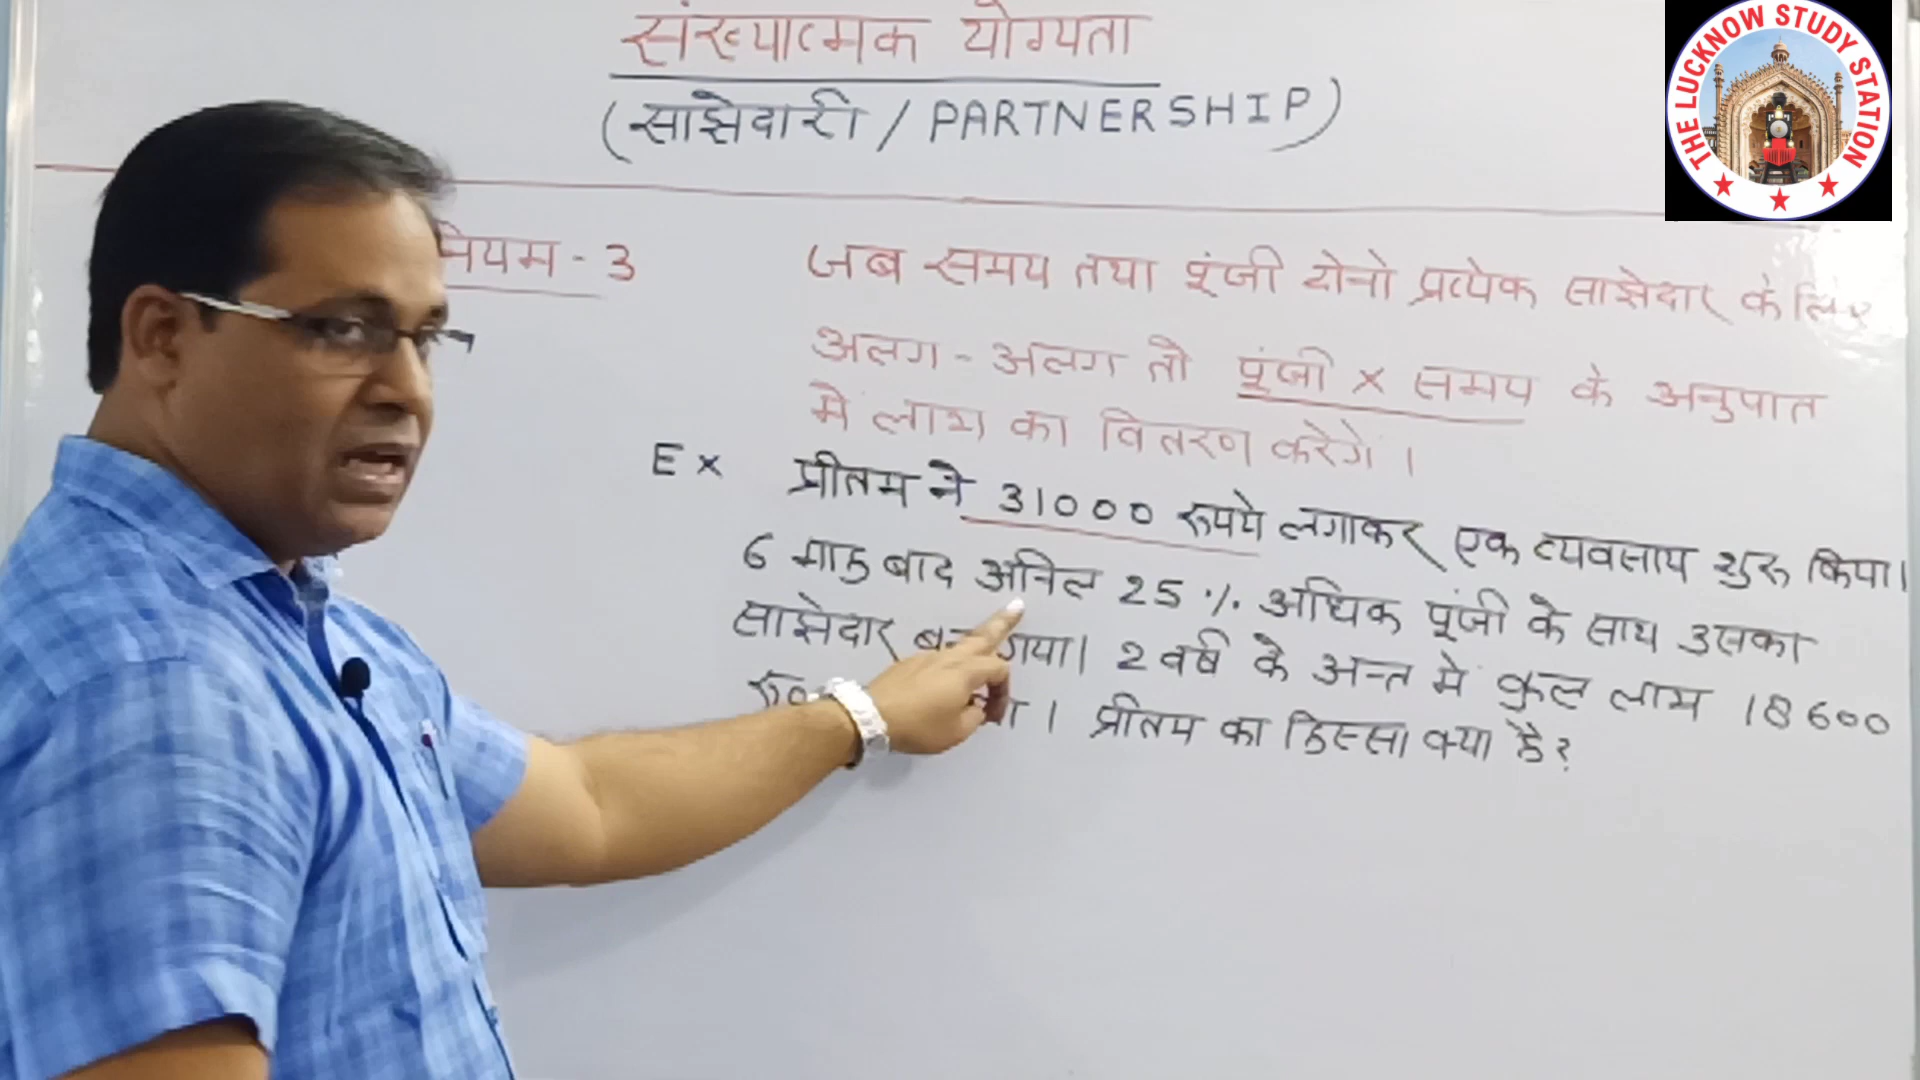 संख्यात्मक योग्यता
(साझेदारी / PARTNERSHIP)
THE LUCKNOW STUDY STATION
नियम - 3
जब समय तथा पूंजी दोनो प्रत्येक साझेदार के लिए
अलग - अलग तो पूंजी × समय के अनुपात
में लाभ का वितरण करेगे ।
Ex प्रीतम ने 31000 रुपये लगाकर एक व्यवसाय शुरू किया।
6 माह बाद अनिल 25 % अधिक पूंजी के साथ उसका
साझेदार गया। 2 वर्ष के अन्त मे कुल लाभ 18600
। प्रीतम का हिस्सा क्या है?